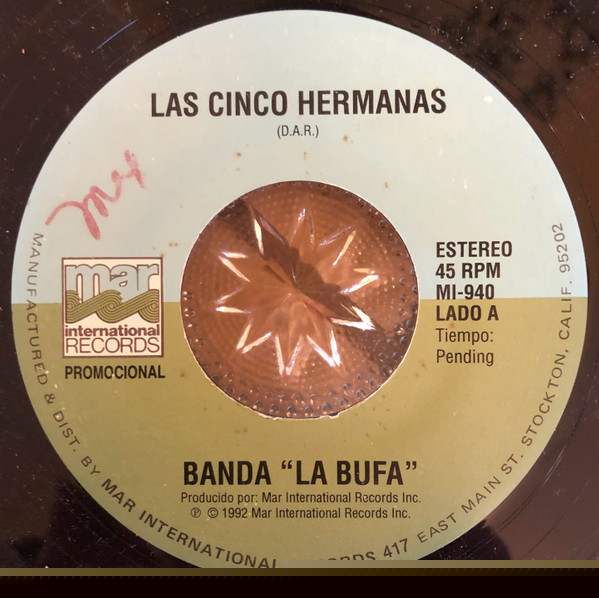 LAS CINCO HERMANAS
(D.A.R.)
mar
international
RECORDS
PROMOCIONAL
ESTEREO
45 RPM
MI-940
LADO A
Tiempo:
Pending
BANDA “LA BUFA”
Producido por: Mar International Records Inc.
℗ © 1992 Mar International Records Inc.
MANUFACTURED & DIST. BY MAR INTERNATIONAL RECORDS 417 EAST MAIN ST. STOCKTON, CALIF. 95202